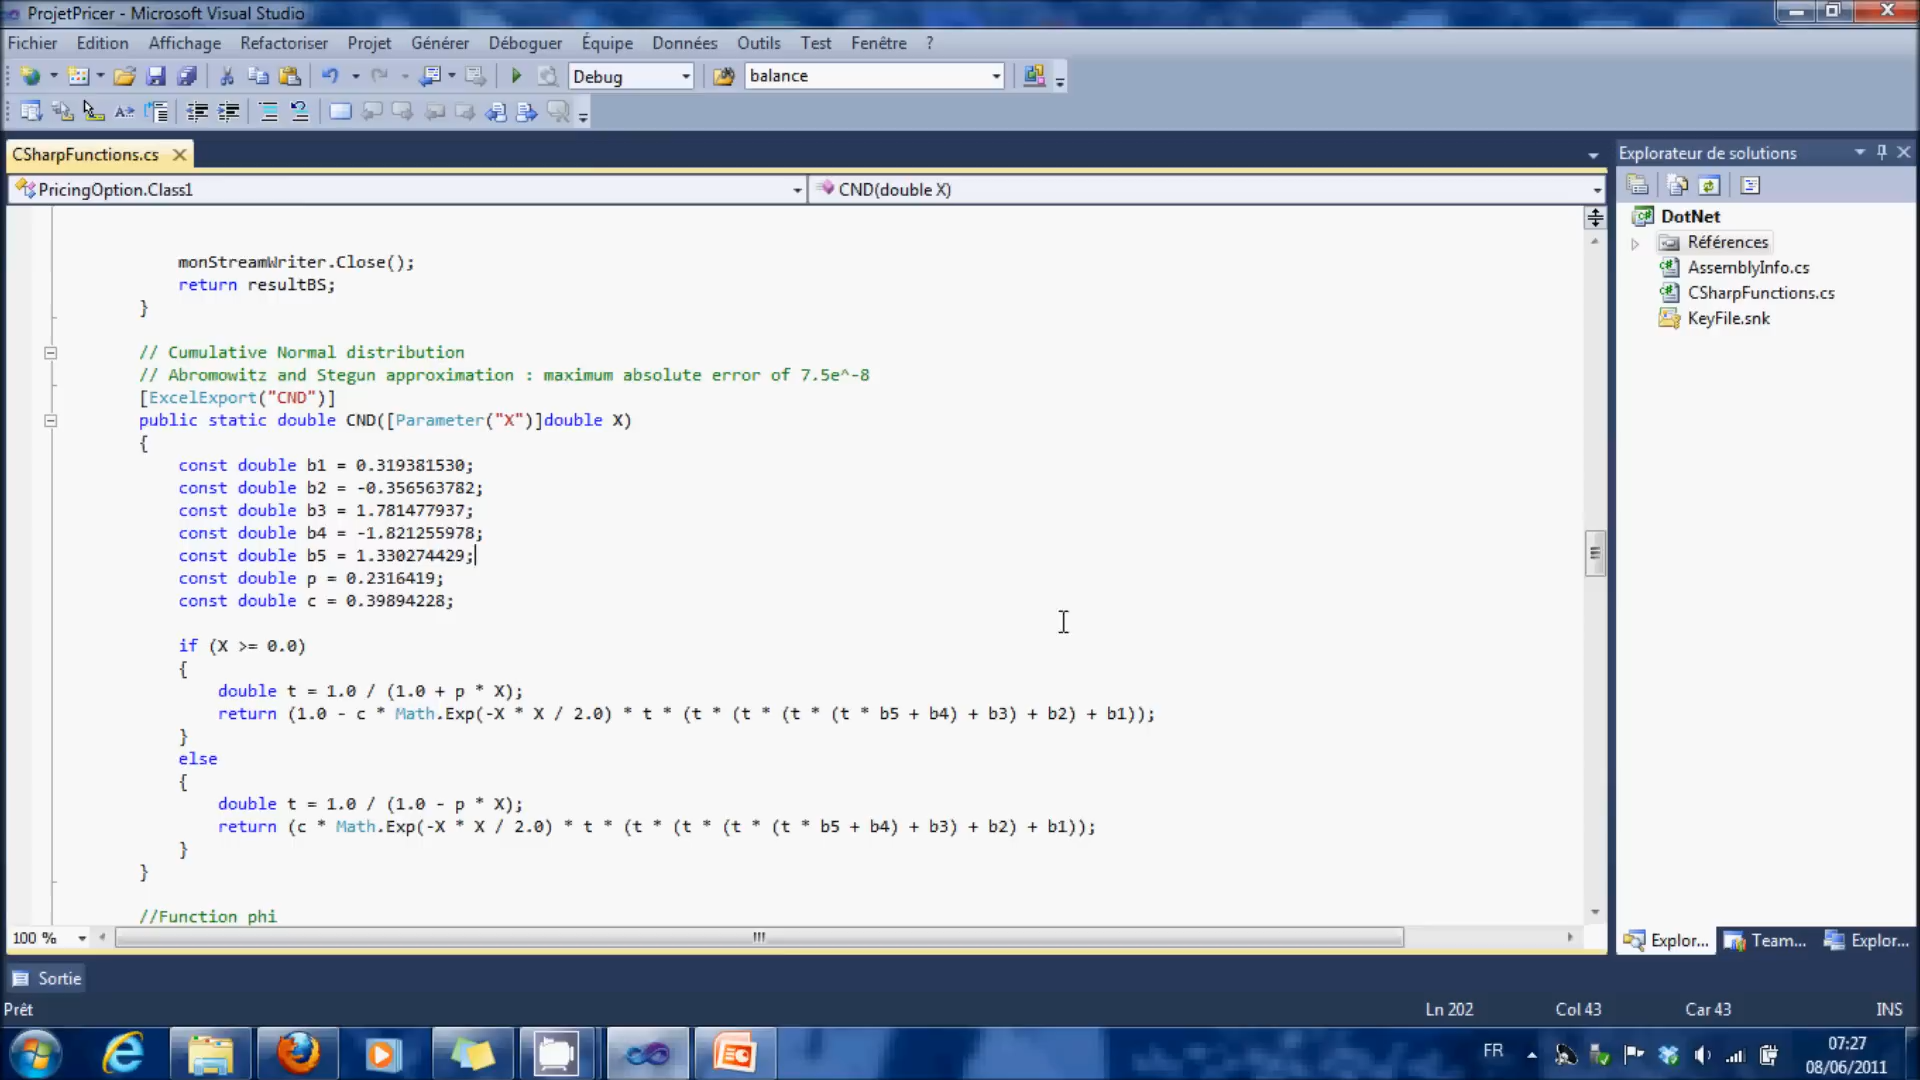 ProjetPricer - Microsoft Visual Studio
Fichier Edition Affichage Refactoriser Projet Générer Déboguer Équipe Données Outils Test Fenêtre ?
Debug balance
CSharpFunctions.cs
PricingOption.Class1 CND(double X)
monStreamWriter.Close();
return resultBS;
}
// Cumulative Normal distribution
// Abromowitz and Stegun approximation : maximum absolute error of 7.5e^-8
[ExcelExport("CND")]
public static double CND([Parameter("X")]double X)
{
const double b1 = 0.319381530;
const double b2 = -0.356563782;
const double b3 = 1.781477937;
const double b4 = -1.821255978;
const double b5 = 1.330274429;
const double p = 0.2316419;
const double c = 0.39894228;
if (X >= 0.0)
{
double t = 1.0 / (1.0 + p * X);
return (1.0 - c * Math.Exp(-X * X / 2.0) * t * (t * (t * (t * (t * b5 + b4) + b3) + b2) + b1));
}
else
{
double t = 1.0 / (1.0 - p * X);
return (c * Math.Exp(-X * X / 2.0) * t * (t * (t * (t * (t * b5 + b4) + b3) + b2) + b1));
}
}
//Function phi
100 %
Explorateur de solutions
DotNet
Références
AssemblyInfo.cs
CSharpFunctions.cs
KeyFile.snk
Explor... Team... Explor...
Sortie
Prêt Ln 202 Col 43 Car 43 INS
FR
07:27
08/06/2011